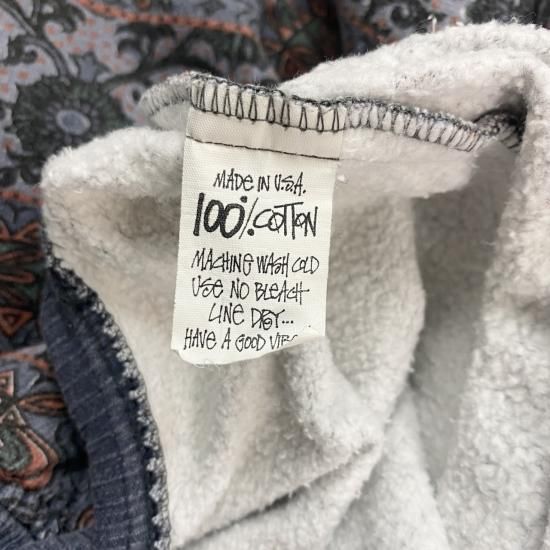 MADE IN U.S.A.
100% COTTON
MACHINE WASH COLD
USE NO BLEACH
LINE DRY...
HAVE A GOOD